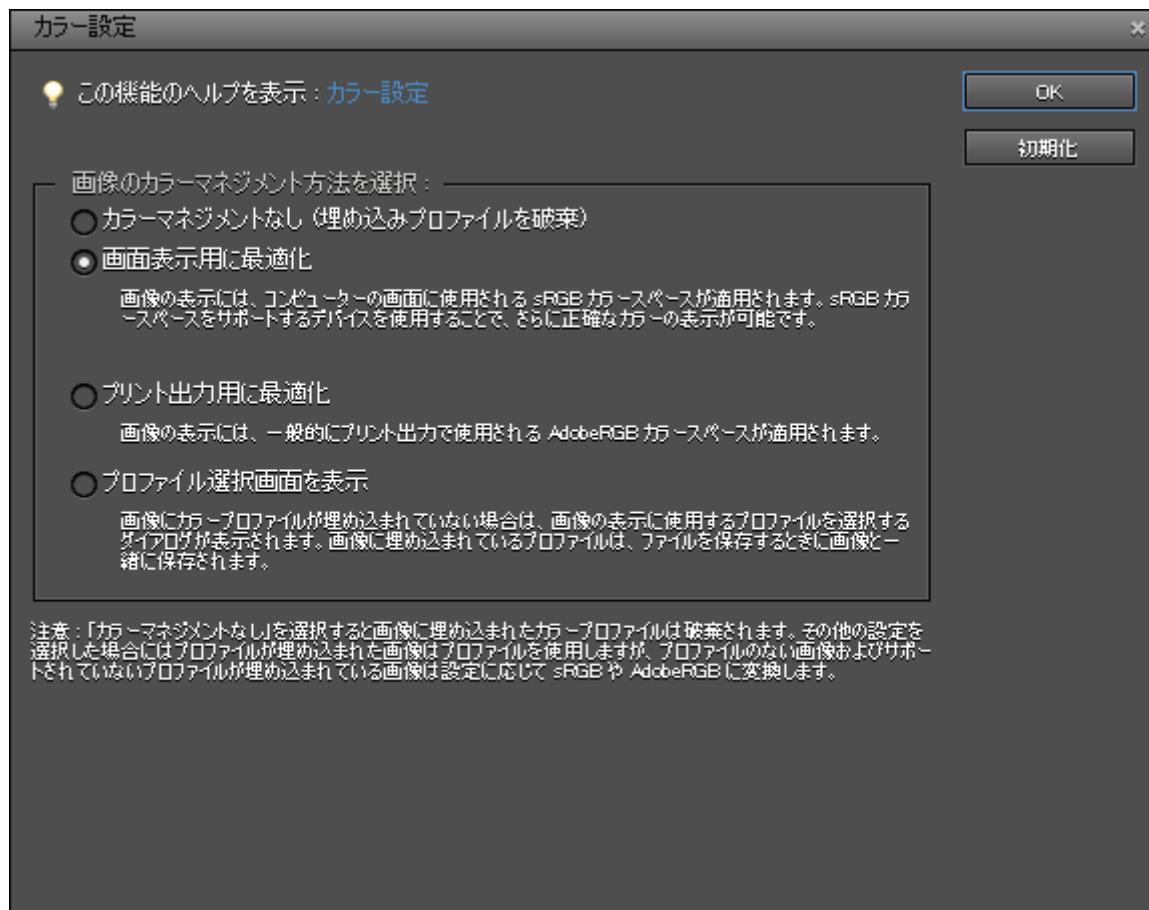 カラー設定
この機能のヘルプを表示：カラー設定
OK
初期化
画像のカラーマネジメント方法を選択：
カラーマネジメントなし（埋め込みプロファイルを破棄）
画面表示用に最適化
画像の表示には、コンピューターの画面に使用される sRGB カラースペースが適用されます。sRGB カラ
ースペースをサポートするデバイスを使用することで、さらに正確なカラーの表示が可能です。
プリント出力用に最適化
画像の表示には、一般的にプリント出力で使用される AdobeRGB カラースペースが適用されます。
プロファイル選択画面を表示
画像にカラープロファイルが埋め込まれていない場合は、画像の表示に使用するプロファイルを選択する
ダイアログが表示されます。画像に埋め込まれているプロファイルは、ファイルを保存するときに画像と一
緒に保存されます。
注意：「カラーマネジメントなし」を選択すると画像に埋め込まれたカラープロファイルは破棄されます。その他の設定を
選択した場合にはプロファイルが埋め込まれた画像はプロファイルを使用しますが、プロファイルのない画像およびサポー
トされていないプロファイルが埋め込まれている画像は設定に応じて sRGB や AdobeRGB に変換します。